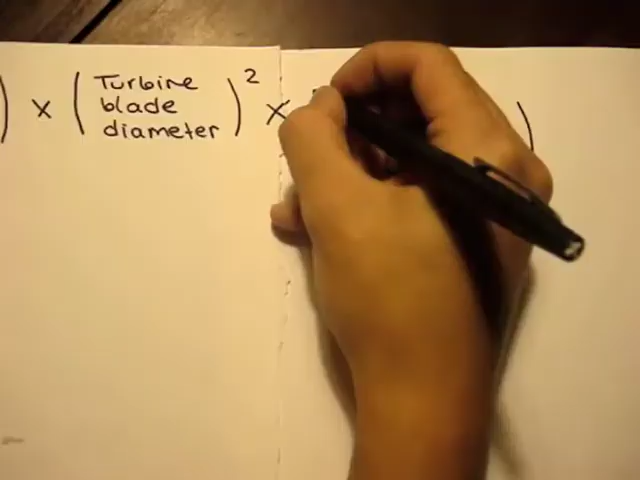 ) x ( Turbine
blade
diameter )² x )